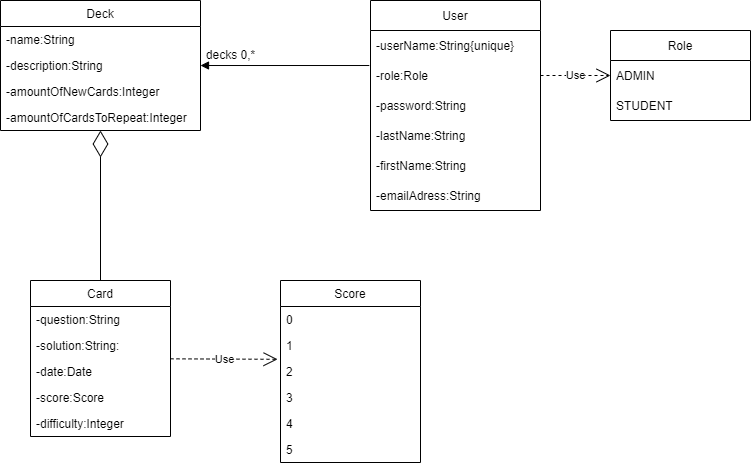 Deck
-name:String
-description:String
-amountOfNewCards:Integer
-amountOfCardsToRepeat:Integer
decks 0,*
User
-userName:String{unique}
-role:Role
-password:String
-lastName:String
-firstName:String
-emailAdress:String
Use
Role
ADMIN
STUDENT
Card
-question:String
-solution:String:
-date:Date
-score:Score
-difficulty:Integer
Use
Score
0
1
2
3
4
5